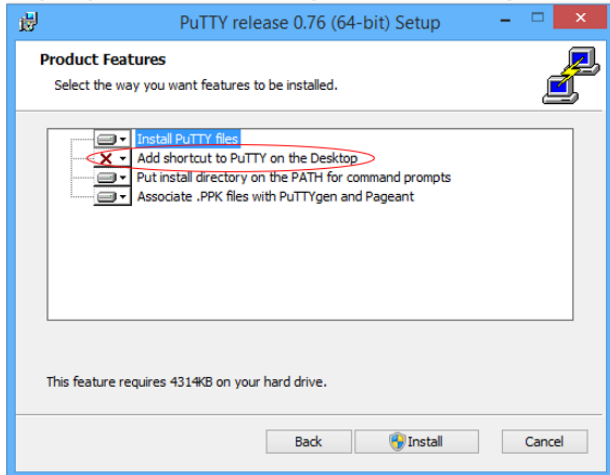 PuTTY release 0.76 (64-bit) Setup
Product Features
Select the way you want features to be installed.
Install PuTTY files
Add shortcut to PuTTY on the Desktop
Put install directory on the PATH for command prompts
Associate .PPK files with PuTTYgen and Pageant
This feature requires 4314KB on your hard drive.
Back Install Cancel